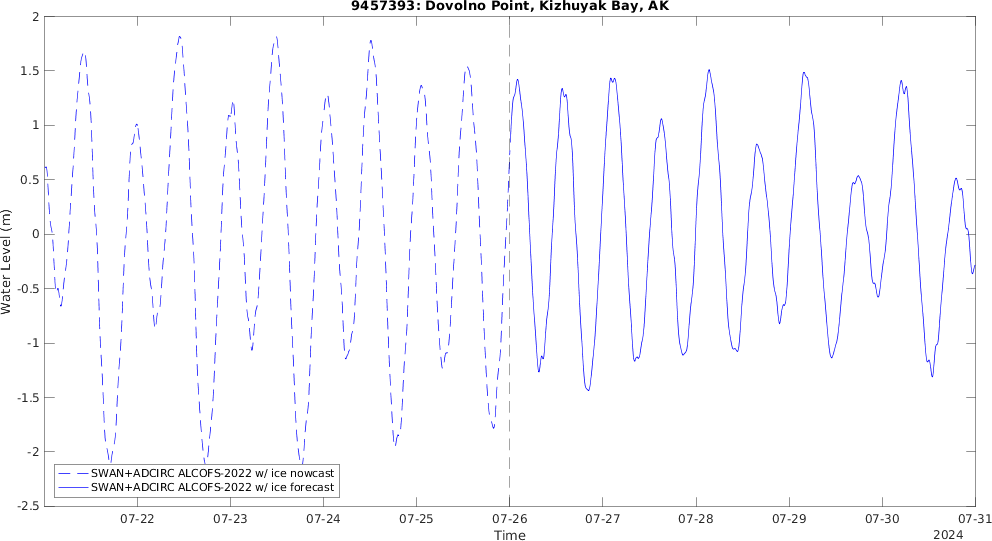 9457393: Dovolno Point, Kizhuyak Bay, AK
2
1.5
1
0.5
0
-0.5
-1
-1.5
-2
-2.5
Water Level (m)
SWAN+ADCIRC ALCOFS-2022 w/ ice nowcast
SWAN+ADCIRC ALCOFS-2022 w/ ice forecast
07-22 07-23 07-24 07-25 07-26 07-27 07-28 07-29 07-30 07-31
Time
2024